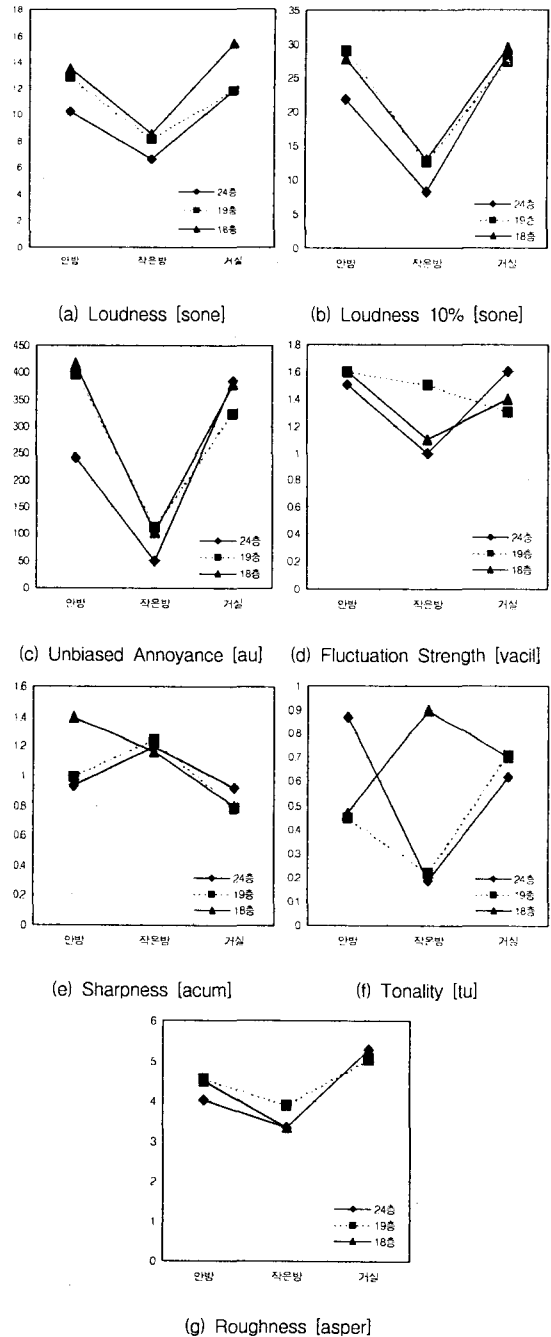 18
16
14
12
10
8
6
4
2
0
안방 작은방 거실
24층
19층
18층
(a) Loudness [sone]
35
30
25
20
15
10
5
0
안방 작은방 거실
24층
19층
18층
(b) Loudness 10% [sone]
450
400
350
300
250
200
150
100
50
0
안방 작은방 거실
24층
19층
18층
(c) Unbiased Annoyance [au]
1.8
1.6
1.4
1.2
1
0.8
0.6
0.4
0.2
0
안방 작은방 거실
24층
19층
18층
(d) Fluctuation Strength [vacil]
1.6
1.4
1.2
1
0.8
0.6
0.4
0.2
0
안방 작은방 거실
24층
19층
18층
(e) Sharpness [acum]
1
0.9
0.8
0.7
0.6
0.5
0.4
0.3
0.2
0.1
0
안방 작은방 거실
24층
19층
18층
(f) Tonality [tu]
6
5
4
3
2
1
0
안방 작은방 거실
24층
19층
18층
(g) Roughness [asper]